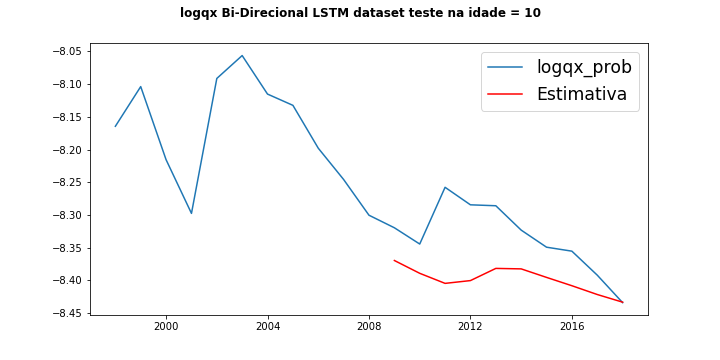 logqx Bi-Direcional LSTM dataset teste na idade = 10
logqx_prob
Estimativa
−8.05
−8.10
−8.15
−8.20
−8.25
−8.30
−8.35
−8.40
−8.45
2000 2004 2008 2012 2016